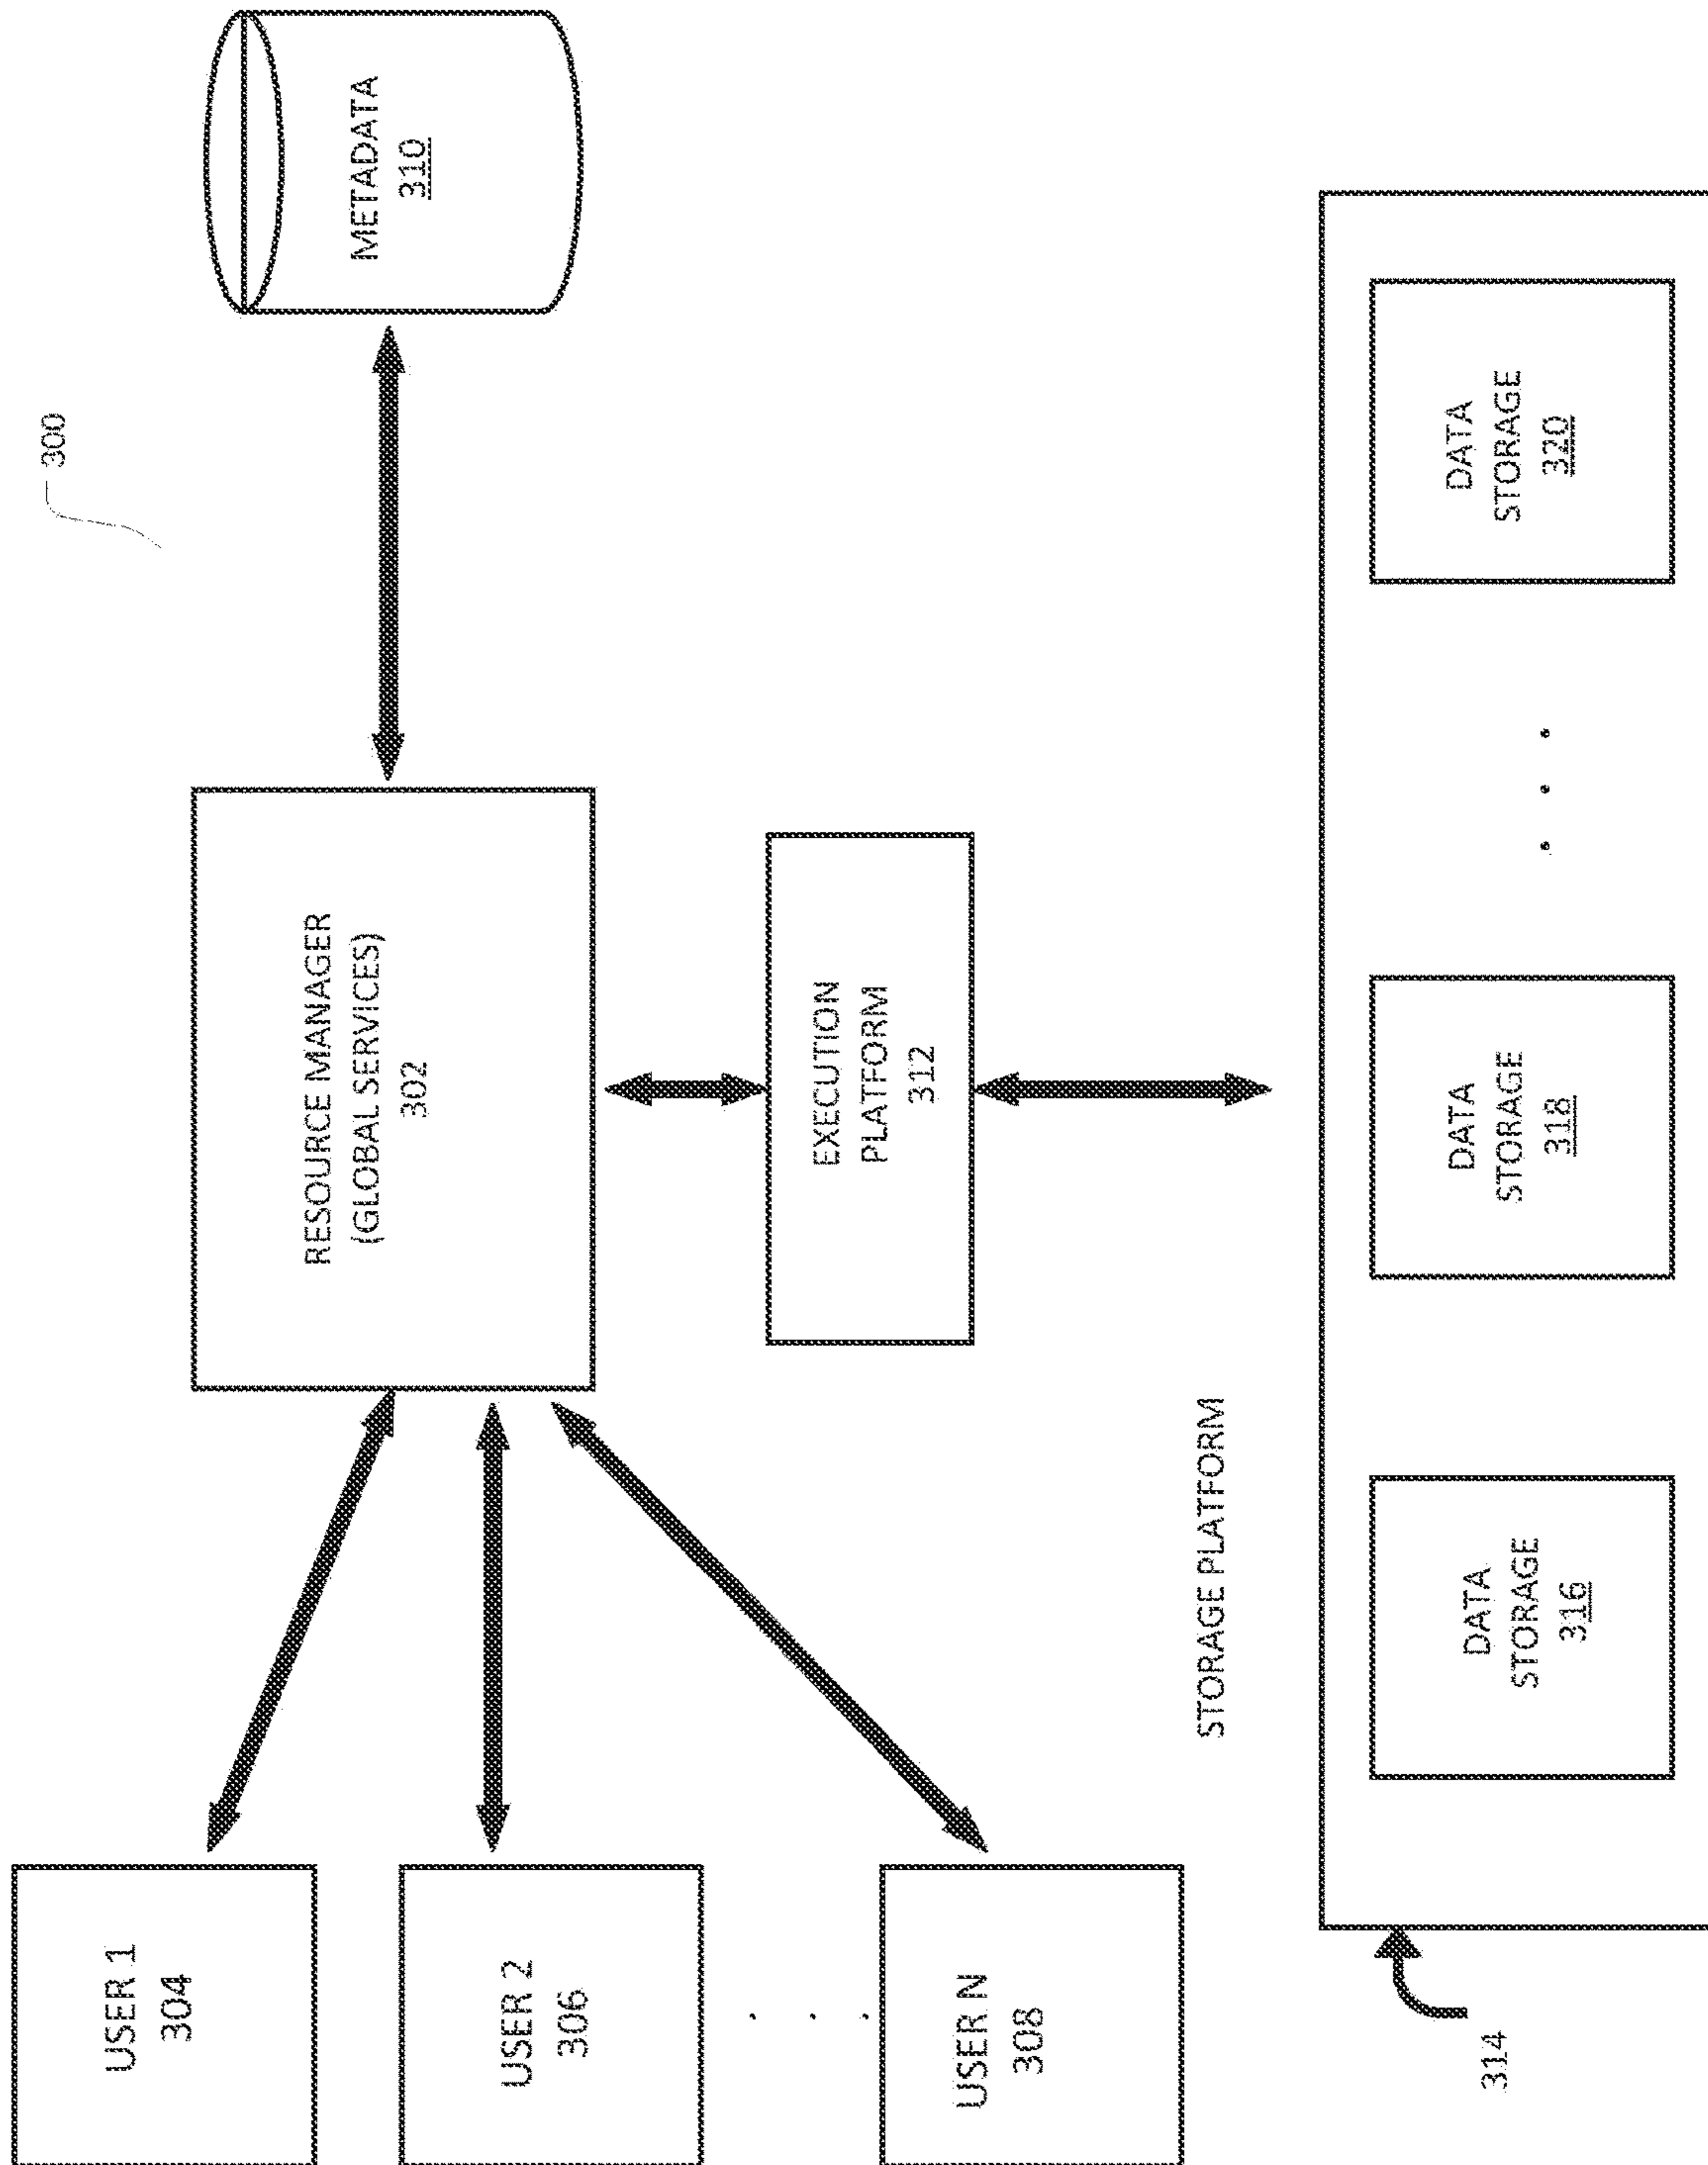 300
USER 1
304
USER 2
306
. . .
USER N
308
RESOURCE MANAGER
(GLOBAL SERVICES)
302
METADATA
310
EXECUTION
PLATFORM
312
STORAGE PLATFORM
314
DATA
STORAGE
316
DATA
STORAGE
318
. . .
DATA
STORAGE
320